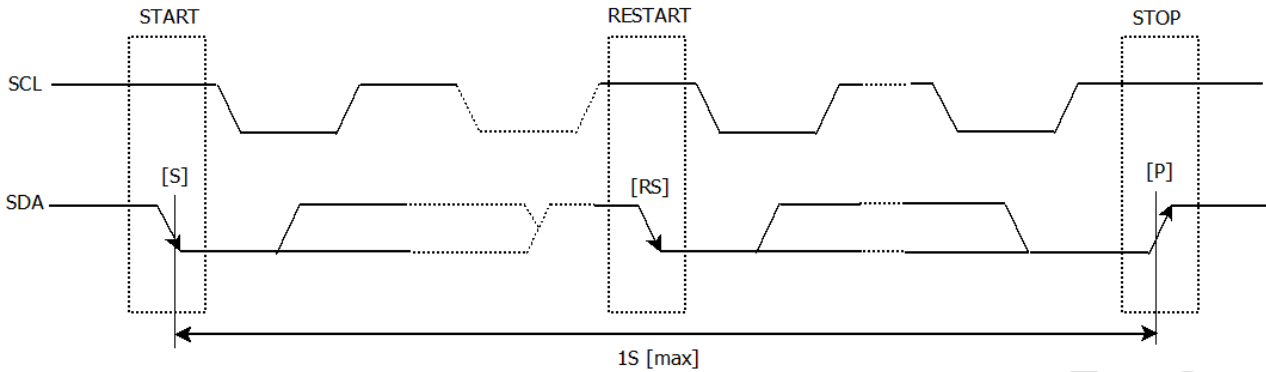 START RESTART STOP
SCL
[S] [RS] [P]
SDA
1S [max]